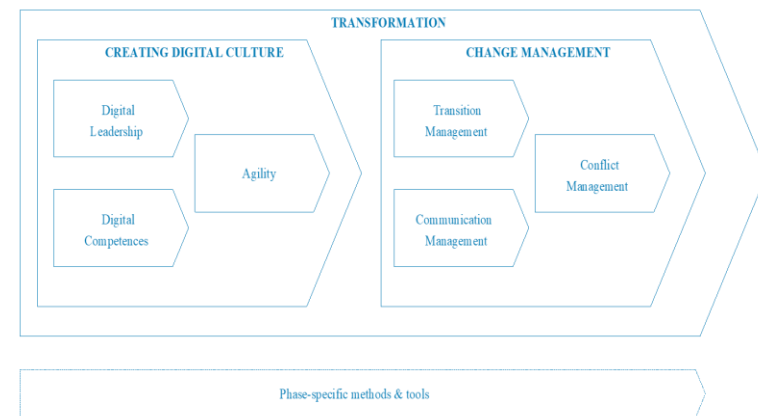 TRANSFORMATION
CREATING DIGITAL CULTURE
Digital
Leadership
Agility
Digital
Competences
CHANGE MANAGEMENT
Transition
Management
Conflict
Management
Communication
Management
Phase-specific methods & tools